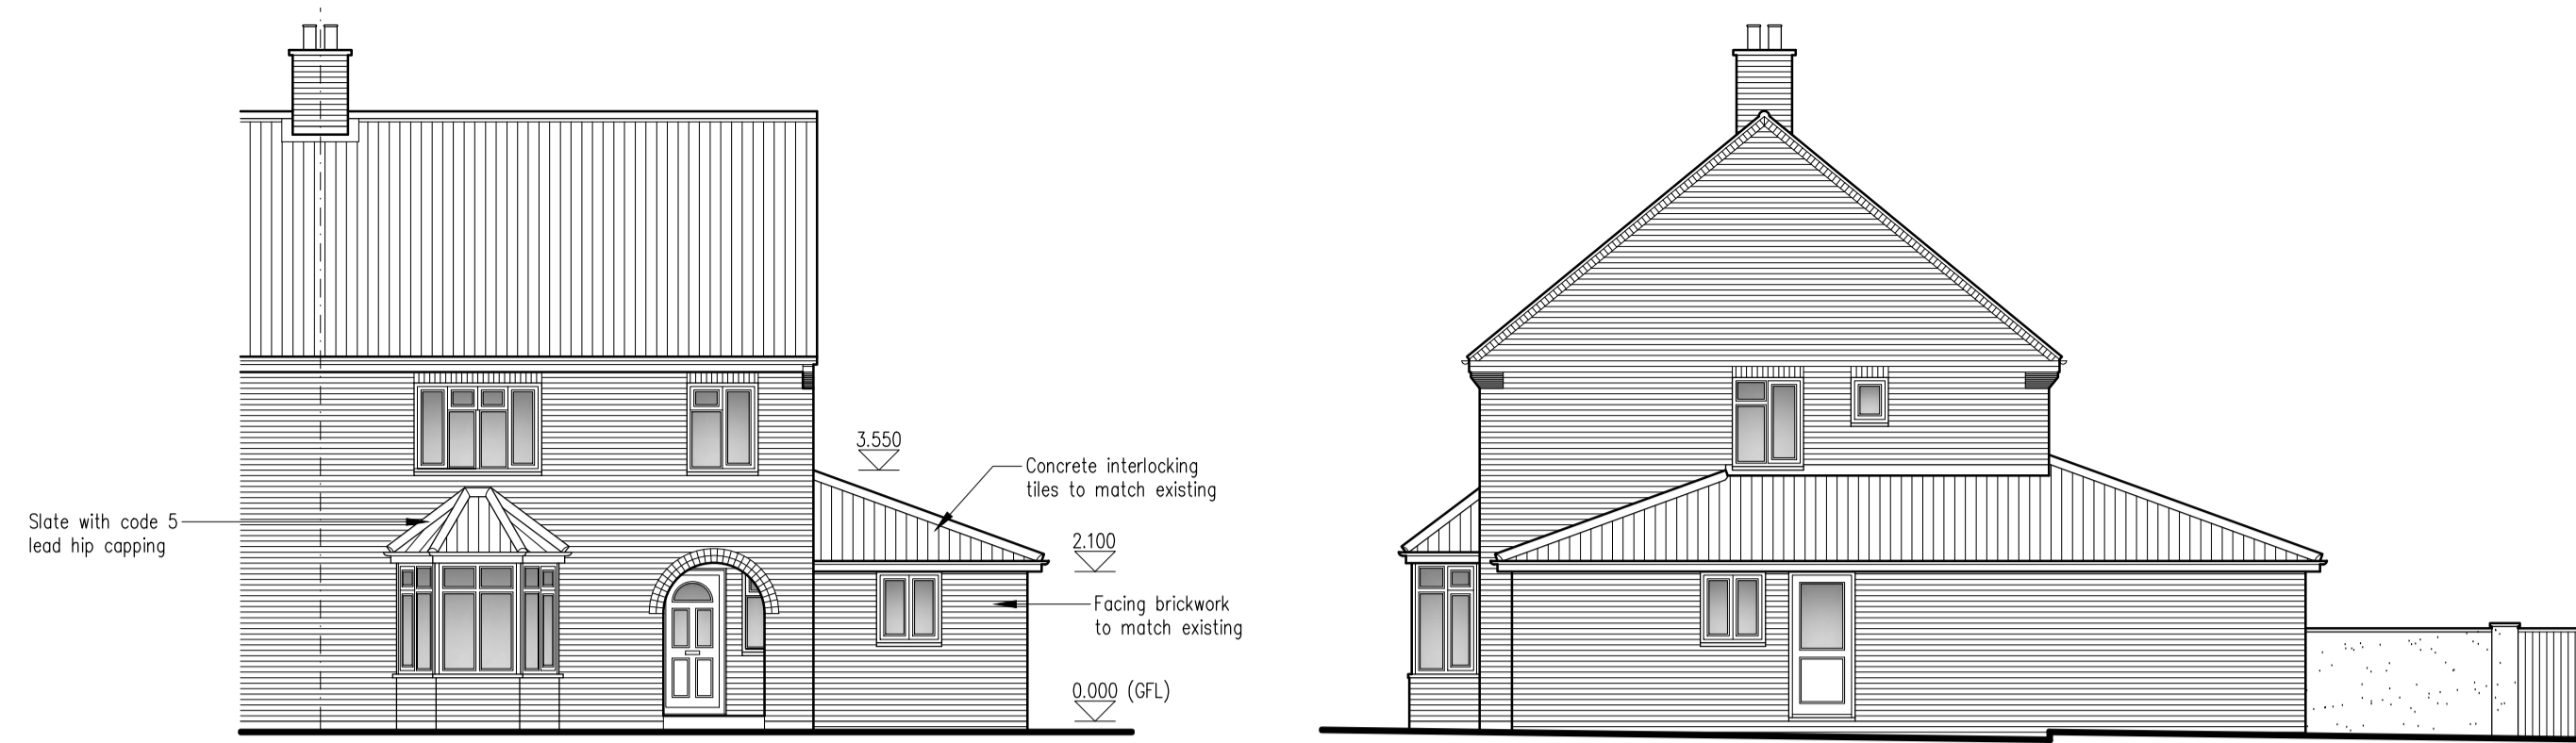 Slate with code 5
lead hip capping
3.550
Concrete interlocking
tiles to match existing
2.100
Facing brickwork
to match existing
0.000 (GFL)